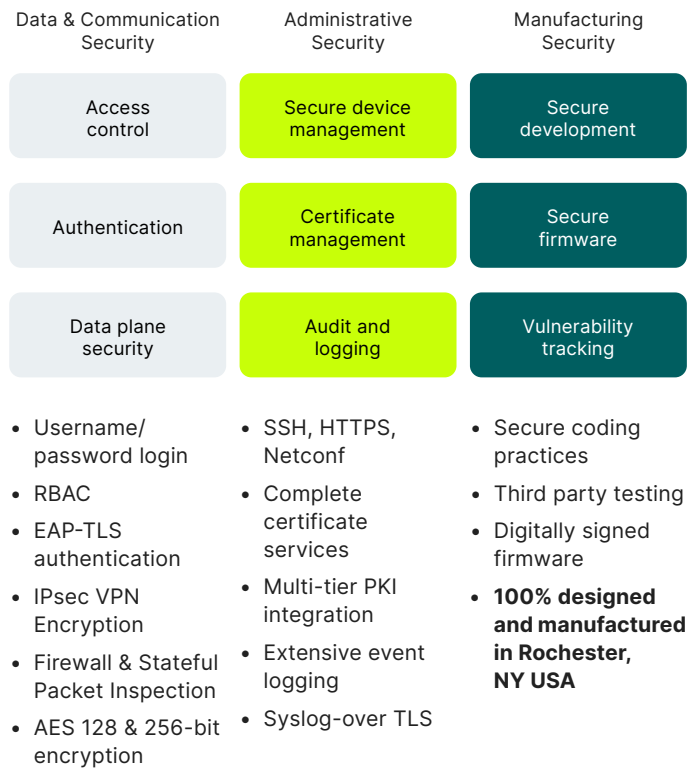 Data & Communication
Security
Administrative
Security
Manufacturing
Security
Access
control
Secure device
management
Secure
development
Authentication
Certificate
management
Secure
firmware
Data plane
security
Audit and
logging
Vulnerability
tracking
• Username/
password login
• RBAC
• EAP-TLS
authentication
• IPsec VPN
Encryption
• Firewall & Stateful
Packet Inspection
• AES 128 & 256-bit
encryption
• SSH, HTTPS,
Netconf
• Complete
certificate
services
• Multi-tier PKI
integration
• Extensive event
logging
• Syslog-over TLS
• Secure coding
practices
• Third party testing
• Digitally signed
firmware
• 100% designed
and manufactured
in Rochester,
NY USA